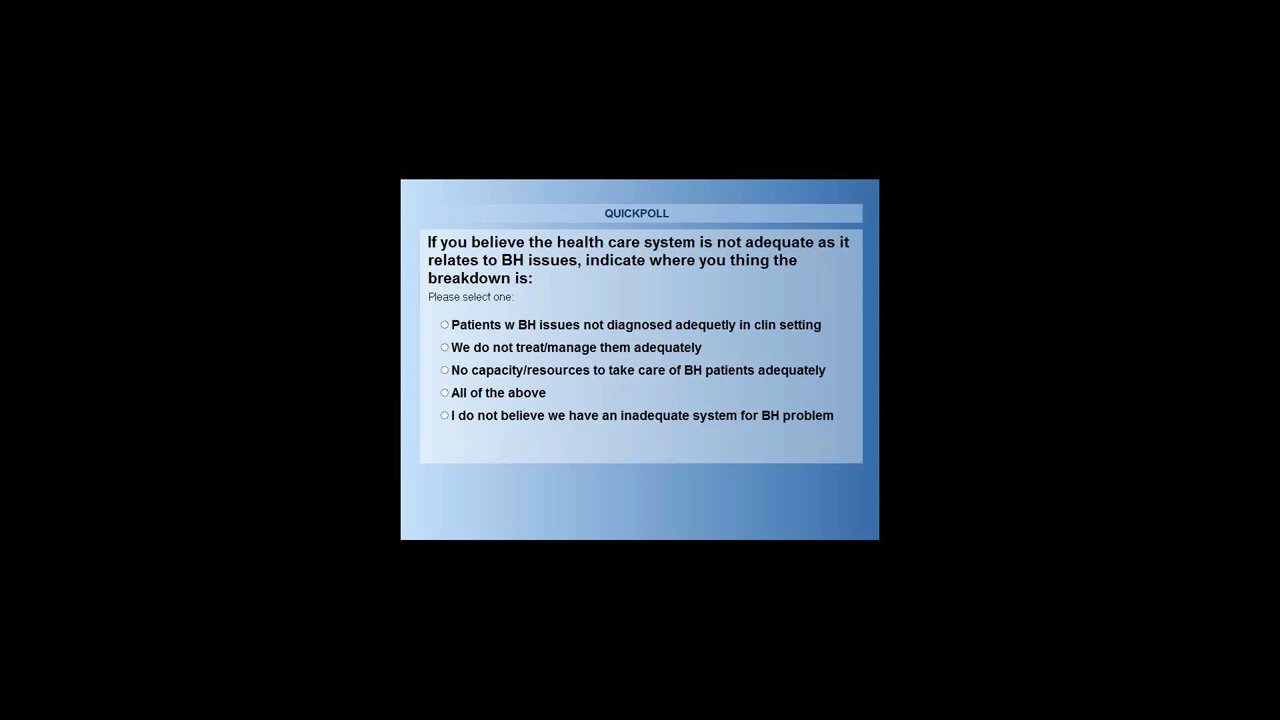 QUICKPOLL
If you believe the health care system is not adequate as it
relates to BH issues, indicate where you thing the
breakdown is:
Please select one:
Patients w BH issues not diagnosed adequetly in clin setting
We do not treat/manage them adequately
No capacity/resources to take care of BH patients adequately
All of the above
I do not believe we have an inadequate system for BH problem